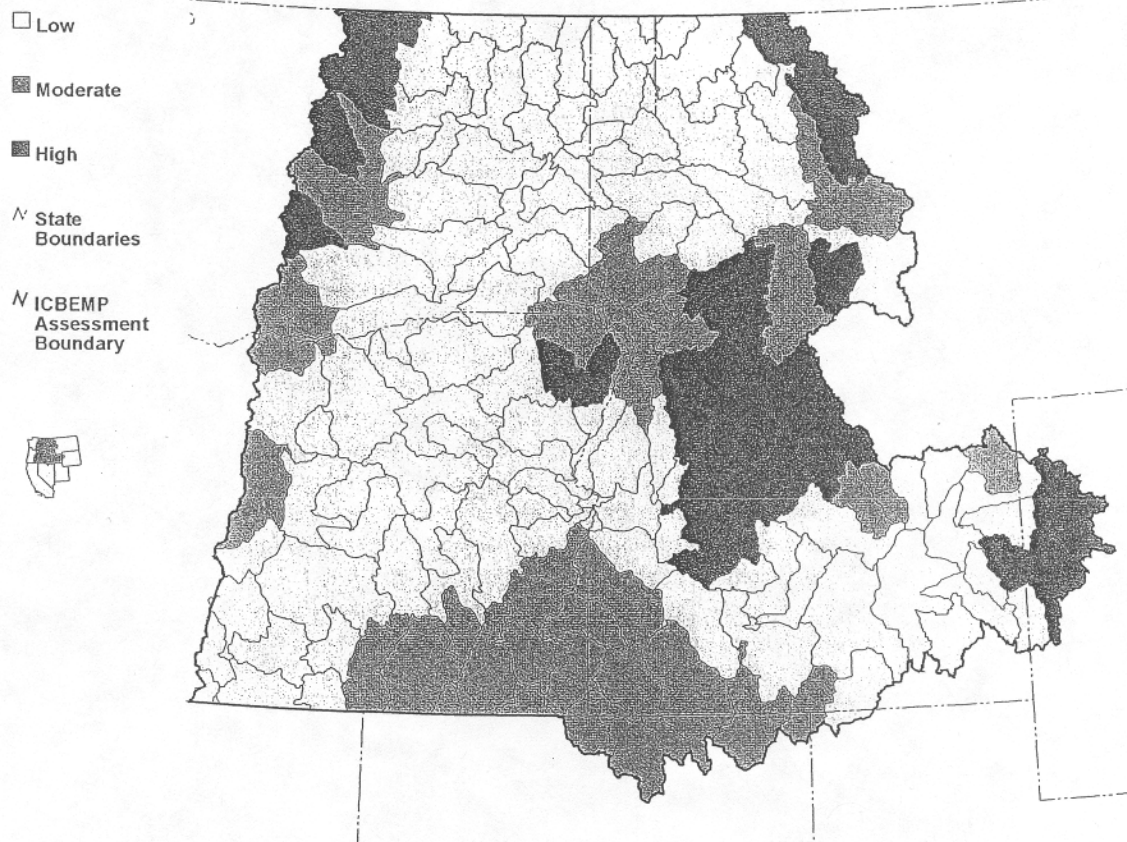 Low
Moderate
High
State
Boundaries
ICBEMP
Assessment
Boundary